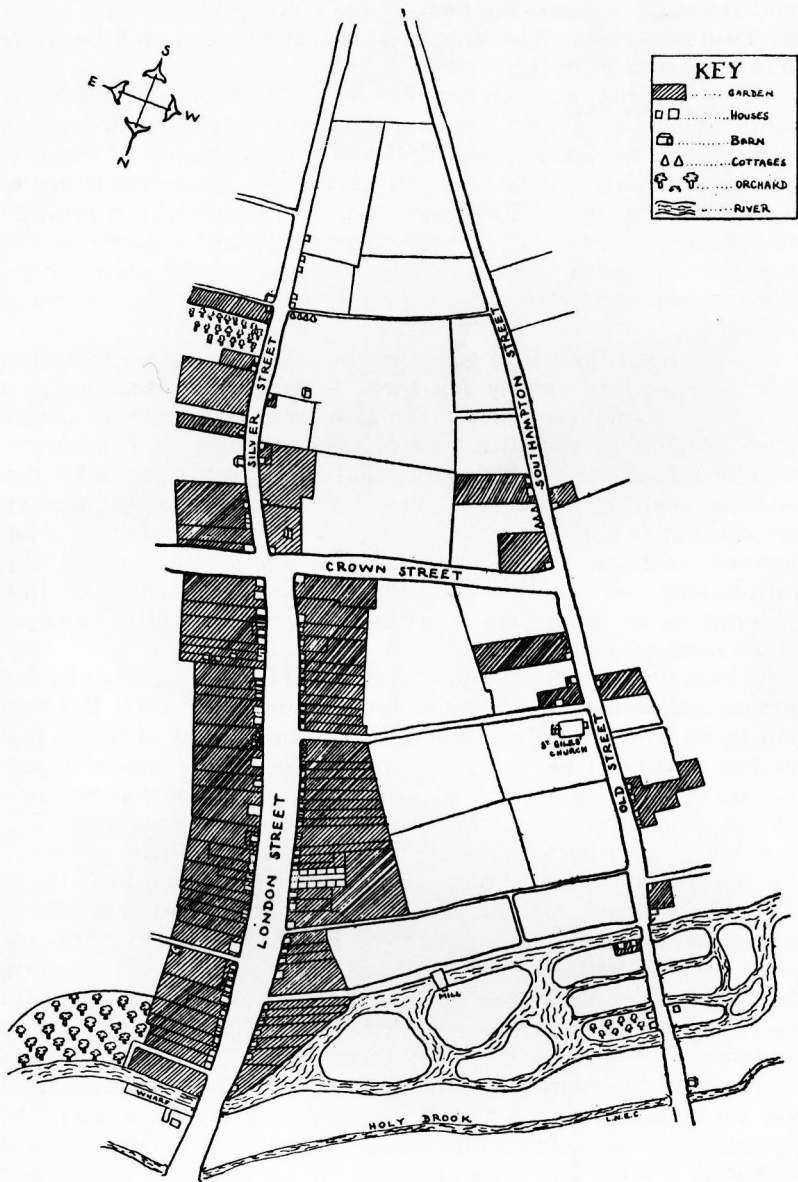 S
E
W
N
KEY
GARDEN
HOUSES
BARN
COTTAGES
ORCHARD
RIVER
SILVER STREET
SOUTHAMPTON STREET
CROWN STREET
ST GILES'
CHURCH
OLD STREET
LONDON STREET
MILL
WHARF
HOLY BROOK
L.N.E.C.